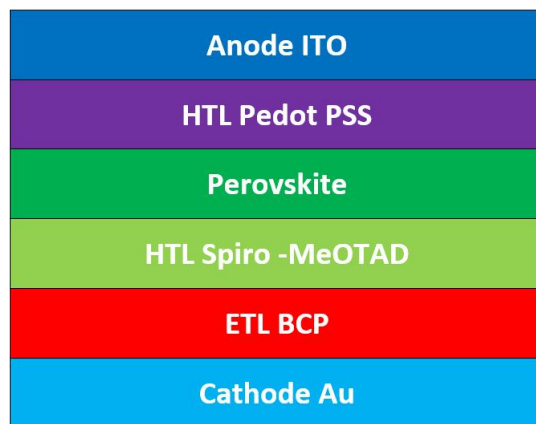 Anode ITO
HTL Pedot PSS
Perovskite
HTL Spiro -MeOTAD
ETL BCP
Cathode Au